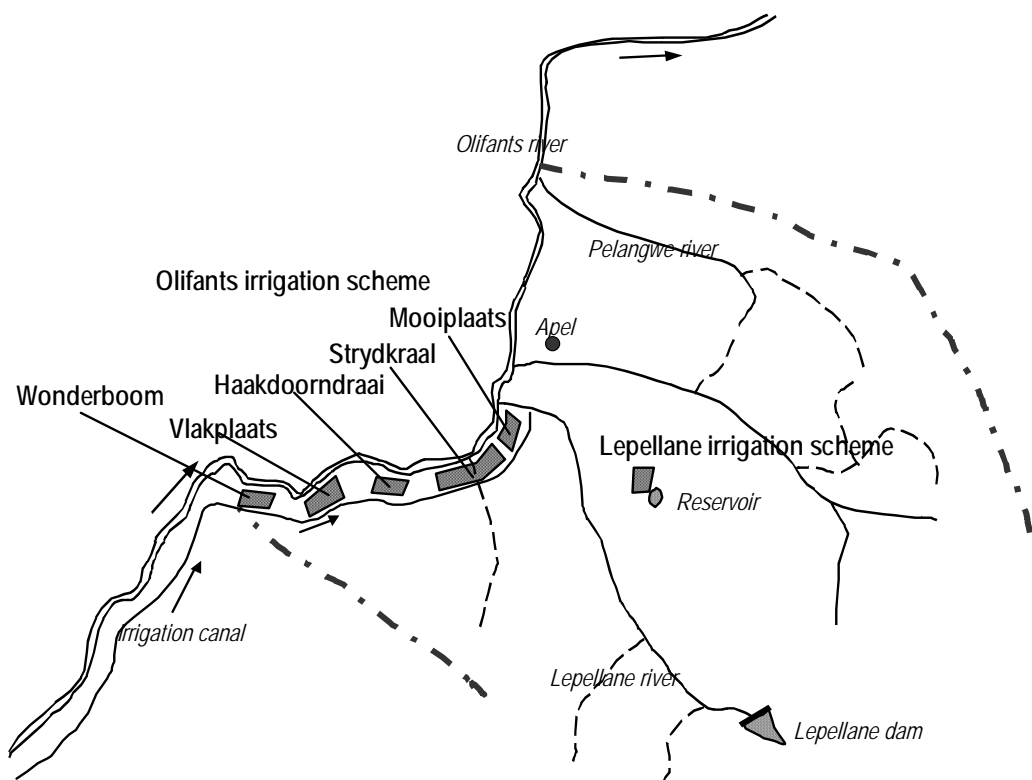 Olifants river
Pelangwe river
Olifants irrigation scheme
Mooiplaats
Apel
Strydkraal
Haakdoorndraai
Wonderboom
Vlakplaats
Lepellane irrigation scheme
Reservoir
Irrigation canal
Lepellane river
Lepellane dam